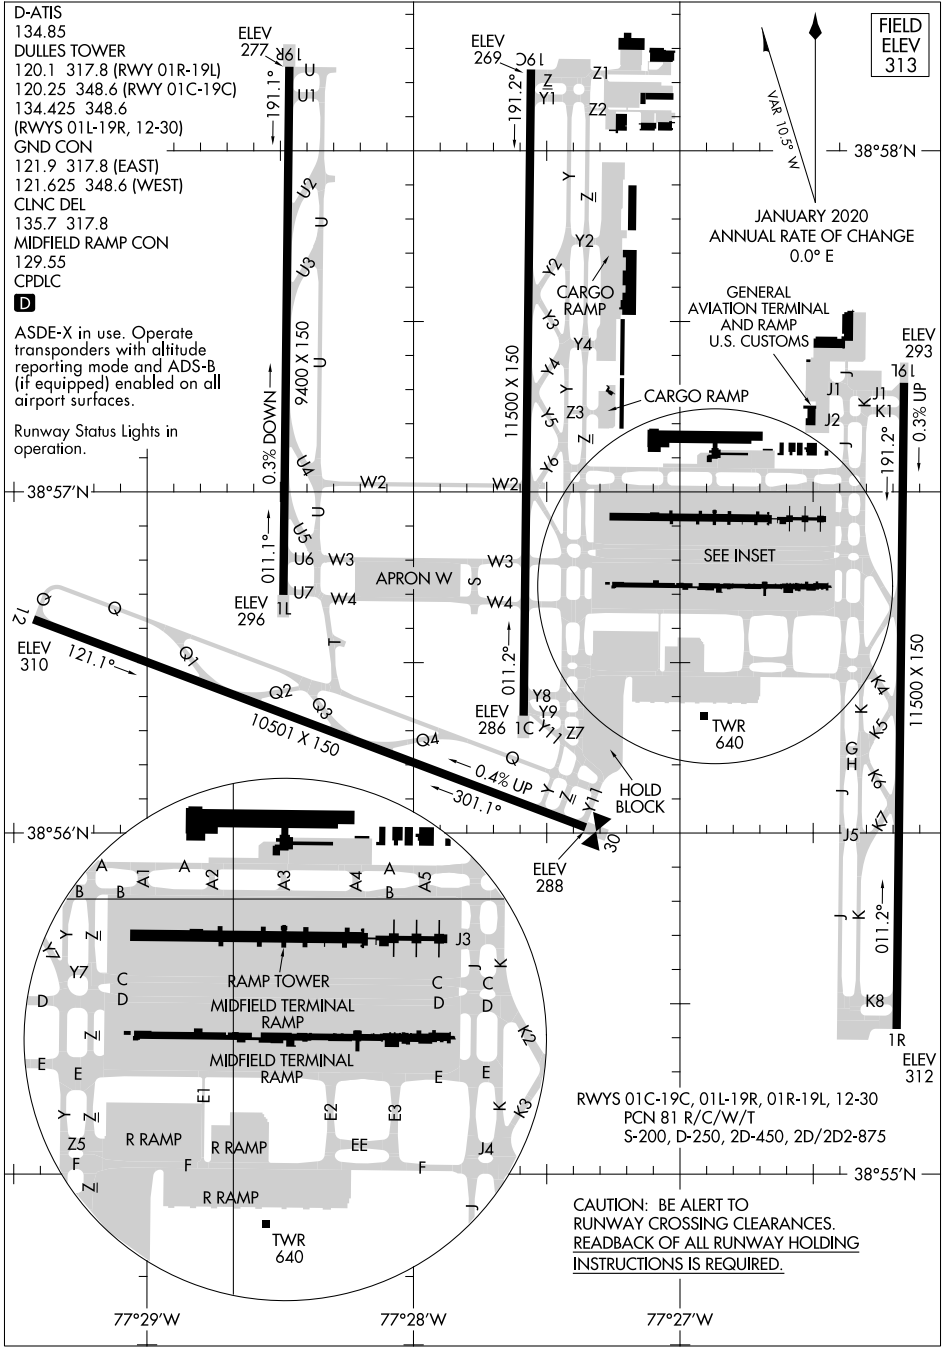 D-ATIS
134.85
DULLES TOWER
120.1 317.8 (RWY 01R-19L)
120.25 348.6 (RWY 01C-19C)
134.425 348.6
(RWYS 01L-19R, 12-30)
GND CON
121.9 317.8 (EAST)
121.625 348.6 (WEST)
CLNC DEL
135.7 317.8
MIDFIELD RAMP CON
129.55
CPDLC
D
ASDE-X in use. Operate
transponders with altitude
reporting mode and ADS-B
(if equipped) enabled on all
airport surfaces.
Runway Status Lights in
operation.
ELEV
277
19R
U
U1
191.1°
U2
U
U3
U
9400 X 150
0.3% DOWN
U4
U
U5
011.1°
U6
U7
ELEV
296
1L
W2
W2
W3
W3
W4
W4
APRON W
S
T
ELEV
269
19C
191.2°
Z
Y1
Z1
Z2
Y
Z
Y2
Y2
CARGO
RAMP
Y3
Y4
Y4
Y
Y5
Z3
Z
Y6
CARGO RAMP
11500 X 150
011.2°
ELEV
286
1C
Y8
Y9
Y11
Z7
HOLD
BLOCK
Y
Z
Y11
FIELD
ELEV
313
VAR 10.5° W
JANUARY 2020
ANNUAL RATE OF CHANGE
0.0° E
38°58'N
GENERAL
AVIATION TERMINAL
AND RAMP
U.S. CUSTOMS
ELEV
293
19L
J
J1
J1
K
K1
J2
J
191.2°
0.3% UP
SEE INSET
TWR
640
K4
K
K5
G
H
K6
J
K7
J5
J
K
011.2°
K8
11500 X 150
1R
ELEV
312
38°57'N
Q
Q
12
ELEV
310
121.1°
Q1
Q2
Q3
10501 X 150
Q4
Q
0.4% UP
301.1°
30
ELEV
288
38°56'N
A
A1
A
A2
A3
A4
A
A5
B
B
B
Y
Z
Y7
Y7
J3
J
K
RAMP TOWER
C
C
C
D
D
D
D
MIDFIELD TERMINAL
RAMP
Z
K2
MIDFIELD TERMINAL
RAMP
E
E
E
E
E1
E2
E3
K
K3
Y
Z
R RAMP
R RAMP
EE
Z5
F
F
F
J4
Z
R RAMP
J
TWR
640
RWYS 01C-19C, 01L-19R, 01R-19L, 12-30
PCN 81 R/C/W/T
S-200, D-250, 2D-450, 2D/2D2-875
38°55'N
CAUTION: BE ALERT TO
RUNWAY CROSSING CLEARANCES.
READBACK OF ALL RUNWAY HOLDING
INSTRUCTIONS IS REQUIRED.
77°29'W
77°28'W
77°27'W